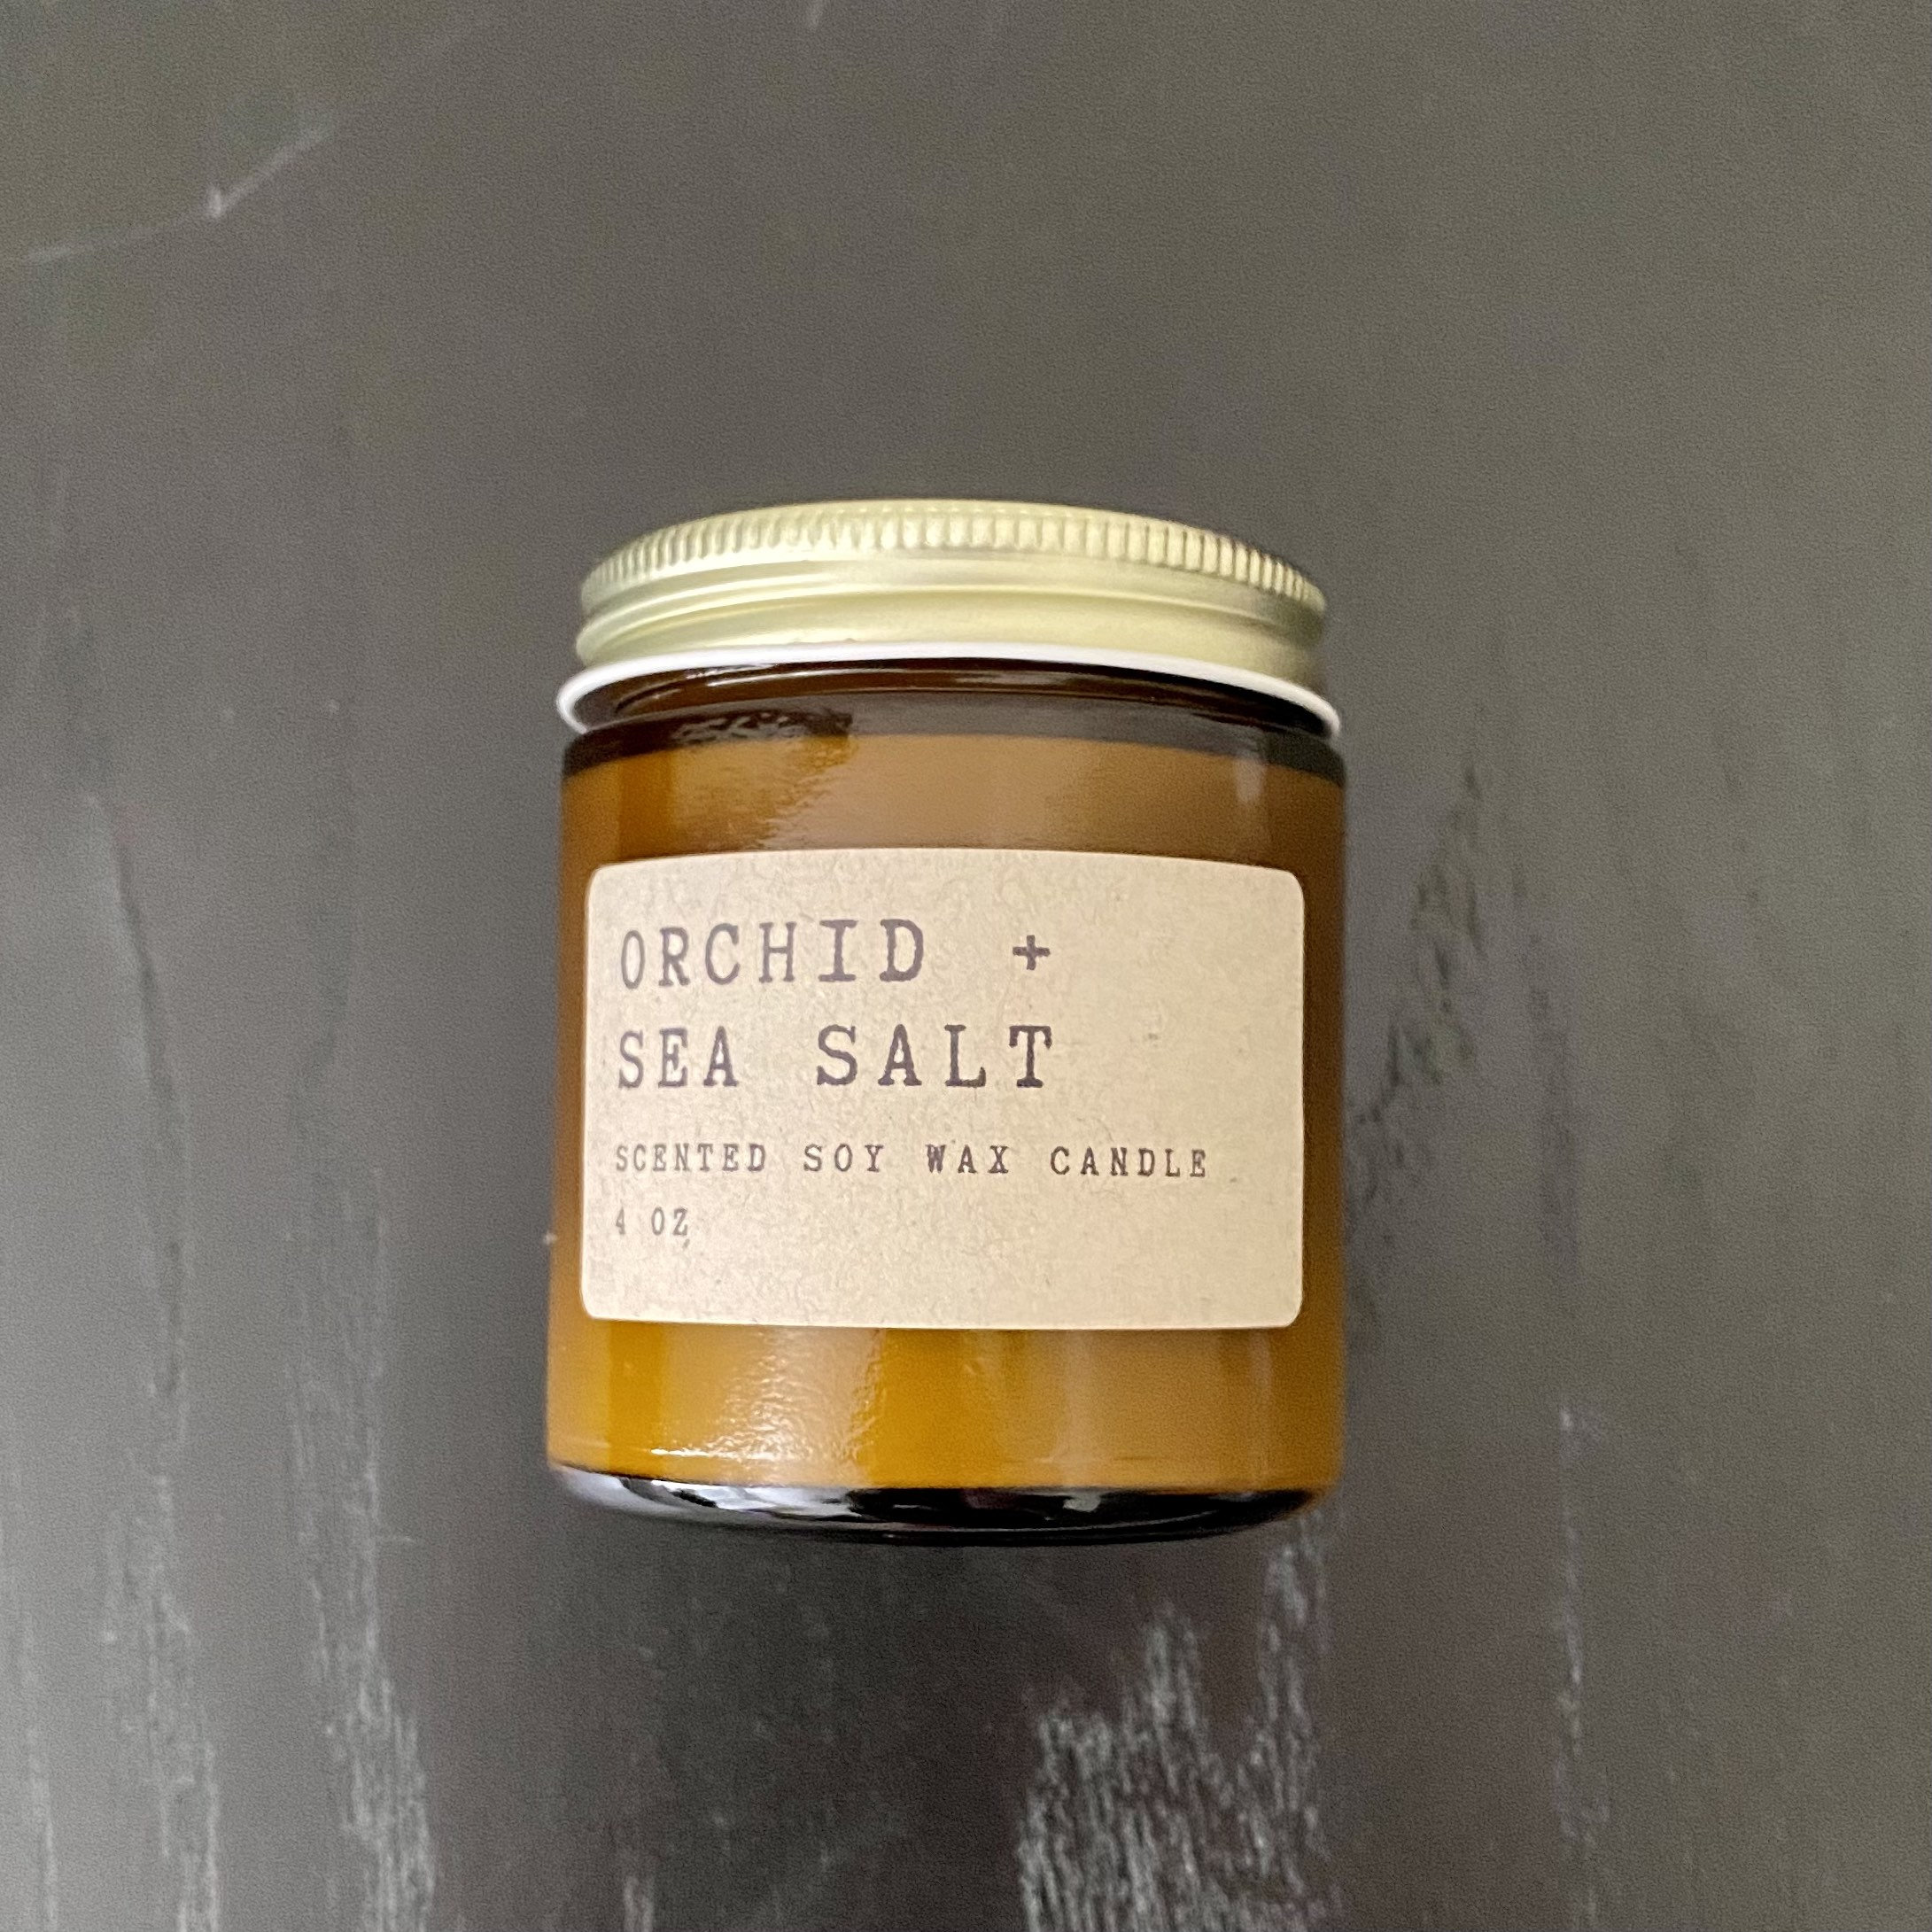 ORCHID +
SEA SALT
SCENTED SOY WAX CANDLE
4 OZ